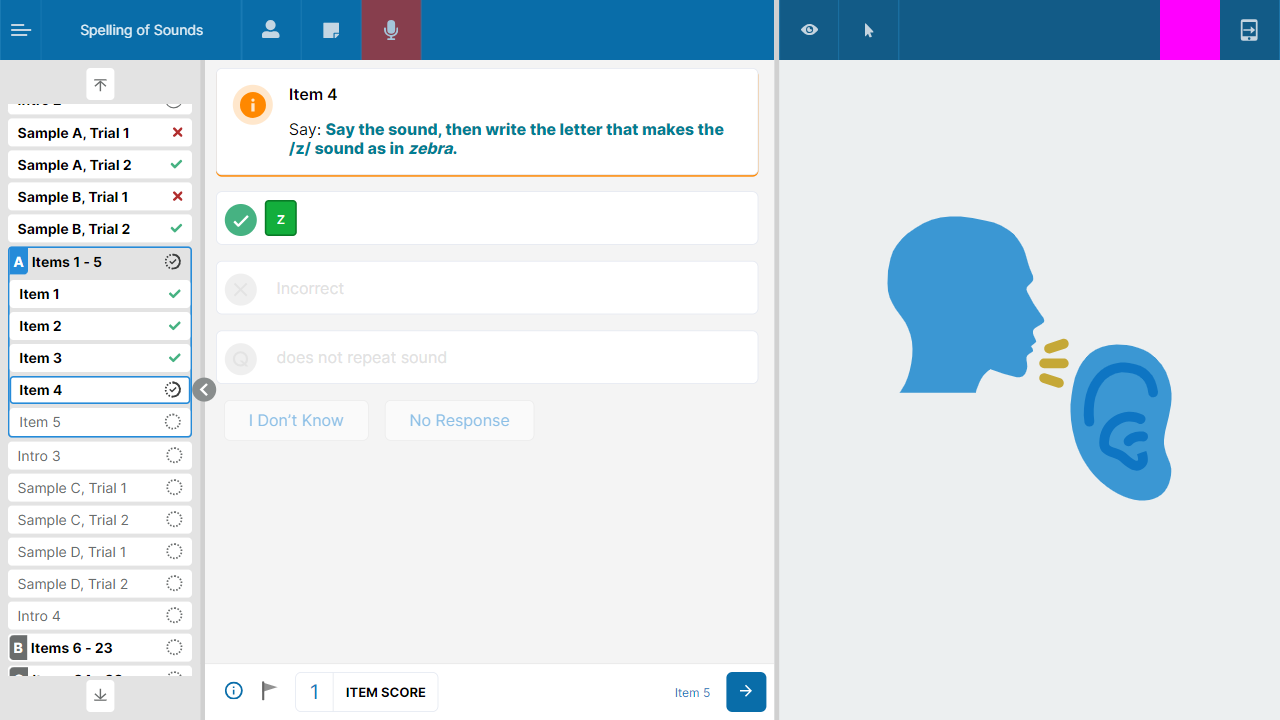 Spelling of Sounds
Sample A, Trial 1
Sample A, Trial 2
Sample B, Trial 1
Sample B, Trial 2
A Items 1 - 5
Item 1
Item 2
Item 3
Item 4
Item 5
Intro 3
Sample C, Trial 1
Sample C, Trial 2
Sample D, Trial 1
Sample D, Trial 2
Intro 4
B Items 6 - 23
Item 4
Say: Say the sound, then write the letter that makes the
/z/ sound as in zebra.
z
Incorrect
Q does not repeat sound
I Don't Know
No Response
1 ITEM SCORE
Item 5